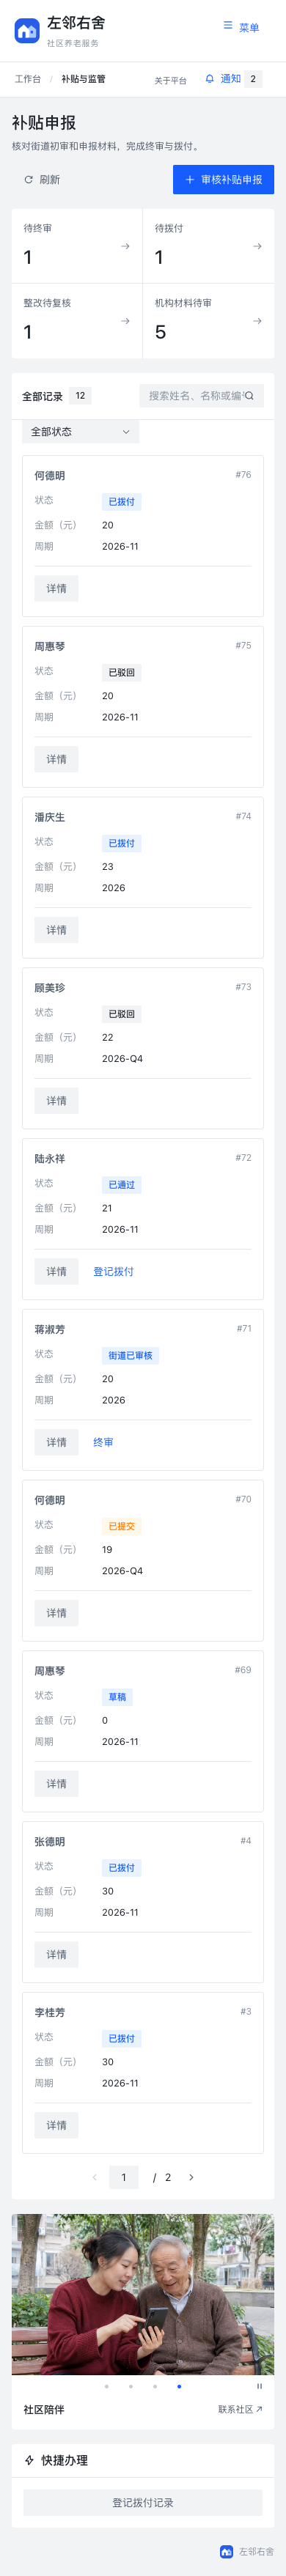 左邻右舍
社区养老服务
菜单
工作台 / 补贴与监管
关于平台
通知 2
补贴申报
核对街道初审和申报材料，完成终审与拨付。
刷新
审核补贴申报
待终审
1
待拨付
1
整改待复核
1
机构材料待审
5
全部记录 12
搜索姓名、名称或编号
全部状态
何德明 #76
状态 已拨付
金额（元） 20
周期 2026-11
详情
周惠琴 #75
状态 已驳回
金额（元） 20
周期 2026-11
详情
潘庆生 #74
状态 已拨付
金额（元） 23
周期 2026
详情
顾美珍 #73
状态 已驳回
金额（元） 22
周期 2026-Q4
详情
陆永祥 #72
状态 已通过
金额（元） 21
周期 2026-11
详情 登记拨付
蒋淑芳 #71
状态 街道已审核
金额（元） 20
周期 2026
详情 终审
何德明 #70
状态 已提交
金额（元） 19
周期 2026-Q4
详情
周惠琴 #69
状态 草稿
金额（元） 0
周期 2026-11
详情
张德明 #4
状态 已拨付
金额（元） 30
周期 2026-11
详情
李桂芳 #3
状态 已拨付
金额（元） 30
周期 2026-11
详情
1 / 2
社区陪伴
联系社区
快捷办理
登记拨付记录
左邻右舍